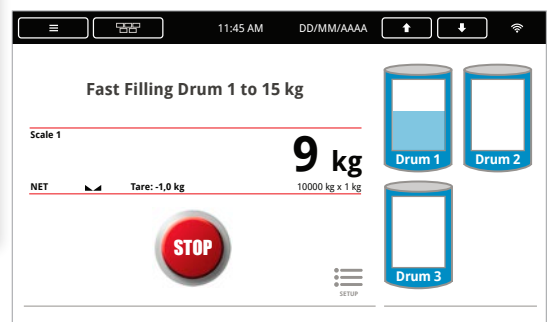 11:45 AM
DD/MM/AAAA
Fast Filling Drum 1 to 15 kg
Scale 1
9 kg
NET
Tare: -1,0 kg
10000 kg x 1 kg
STOP
SETUP
Drum 1
Drum 2
Drum 3